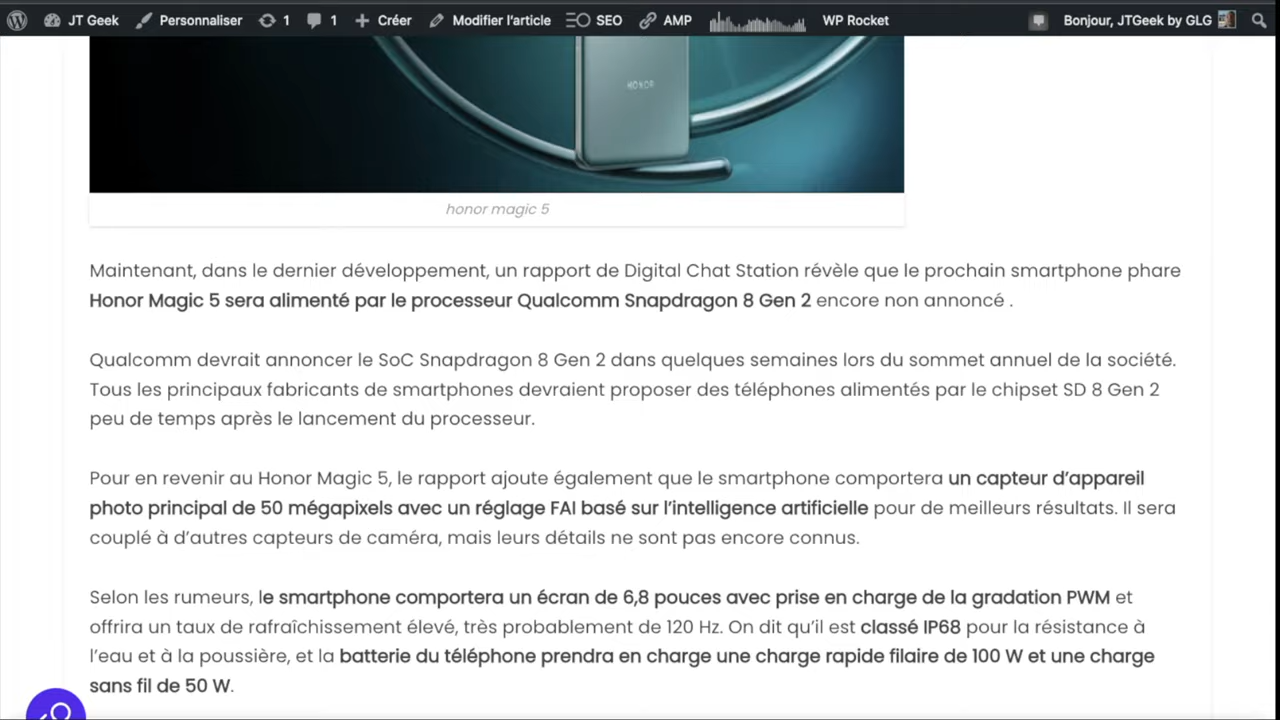 JT Geek Personnaliser 1 1 Créer Modifier l'article SEO AMP WP Rocket Bonjour, JTGeek by GLG
HONOR
honor magic 5
Maintenant, dans le dernier développement, un rapport de Digital Chat Station révèle que le prochain smartphone phare
Honor Magic 5 sera alimenté par le processeur Qualcomm Snapdragon 8 Gen 2 encore non annoncé .
Qualcomm devrait annoncer le SoC Snapdragon 8 Gen 2 dans quelques semaines lors du sommet annuel de la société.
Tous les principaux fabricants de smartphones devraient proposer des téléphones alimentés par le chipset SD 8 Gen 2
peu de temps après le lancement du processeur.
Pour en revenir au Honor Magic 5, le rapport ajoute également que le smartphone comportera un capteur d’appareil
photo principal de 50 mégapixels avec un réglage FAI basé sur l’intelligence artificielle pour de meilleurs résultats. Il sera
couplé à d’autres capteurs de caméra, mais leurs détails ne sont pas encore connus.
Selon les rumeurs, le smartphone comportera un écran de 6,8 pouces avec prise en charge de la gradation PWM et
offrira un taux de rafraîchissement élevé, très probablement de 120 Hz. On dit qu’il est classé IP68 pour la résistance à
l’eau et à la poussière, et la batterie du téléphone prendra en charge une charge rapide filaire de 100 W et une charge
sans fil de 50 W.